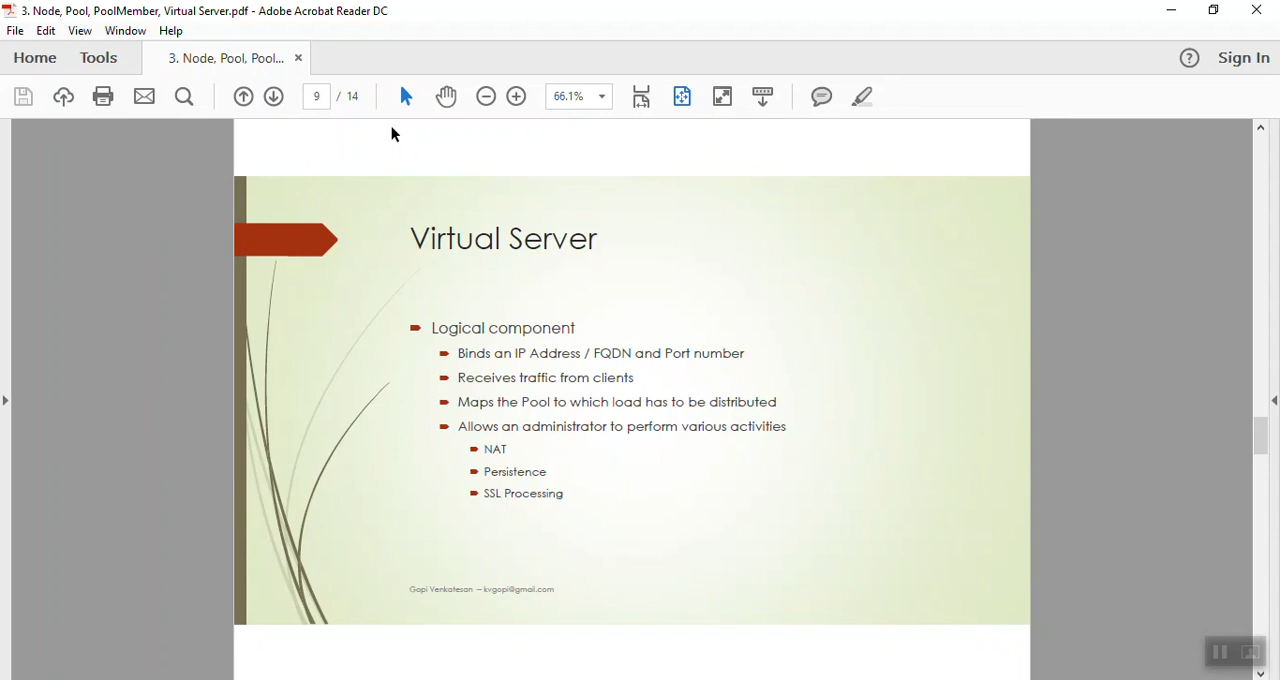 3. Node, Pool, PoolMember, Virtual Server.pdf - Adobe Acrobat Reader DC
File Edit View Window Help
Home Tools 3. Node, Pool, Pool... × Sign In
9 / 14 66.1%
Virtual Server
Logical component
Binds an IP Address / FQDN and Port number
Receives traffic from clients
Maps the Pool to which load has to be distributed
Allows an administrator to perform various activities
NAT
Persistence
SSL Processing
Gopi Venkatesan – kvgopi@gmail.com